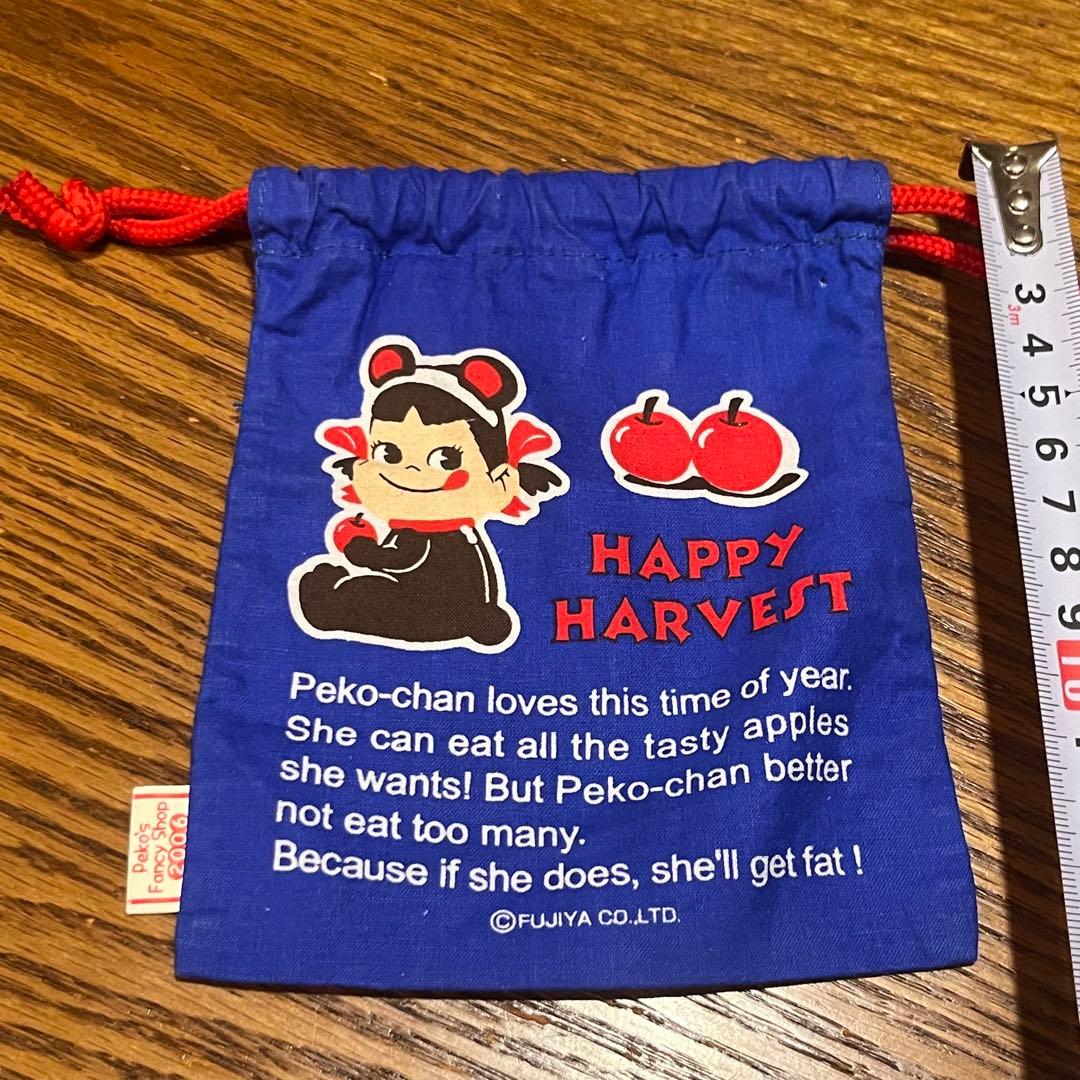 HAPPY
HARVEST
Peko-chan loves this time of year.
She can eat all the tasty apples
she wants! But Peko-chan better
not eat too many.
Because if she does, she'll get fat !
©FUJIYA CO.,LTD.
Peko's
Fancy Shop
2006
3
3m
4
5
6
7
8
9
10